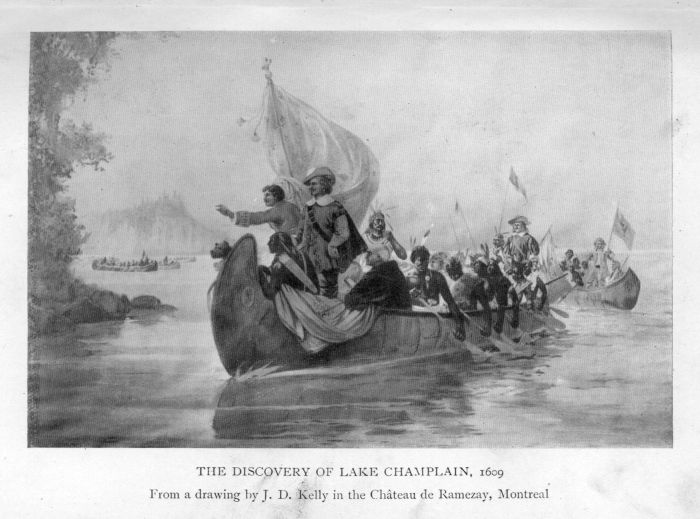 THE DISCOVERY OF LAKE CHAMPLAIN, 1609
From a drawing by J. D. Kelly in the Château de Ramezay, Montreal